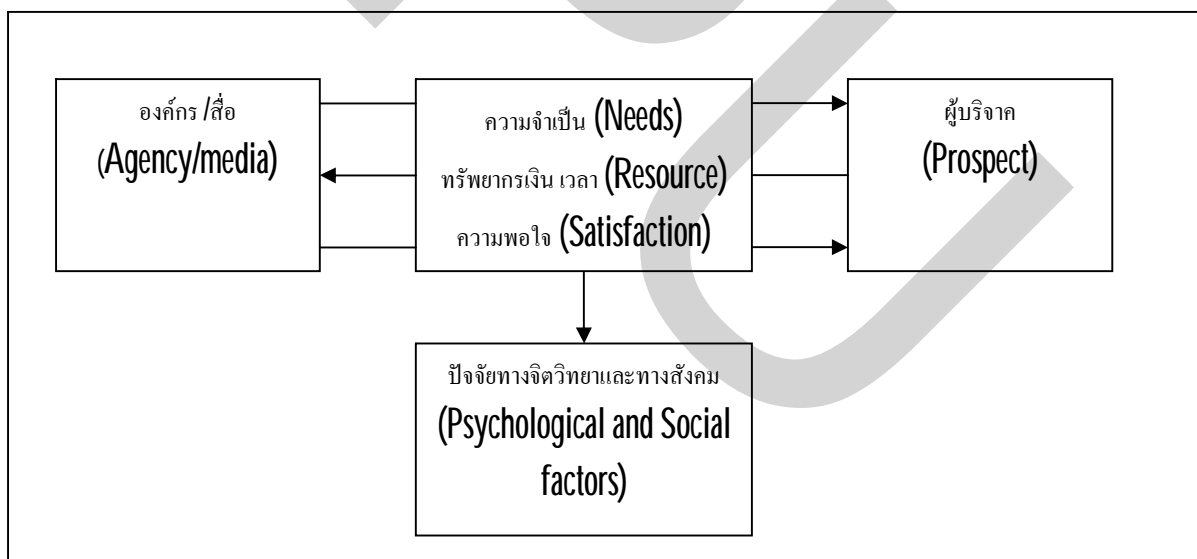 องค์กร /สื่อ
(Agency/media)
ความจำเป็น (Needs)
ทรัพยากรเงิน เวลา (Resource)
ความพอใจ (Satisfaction)
ผู้บริจาค
(Prospect)
ปัจจัยทางจิตวิทยาและทางสังคม
(Psychological and Social
factors)